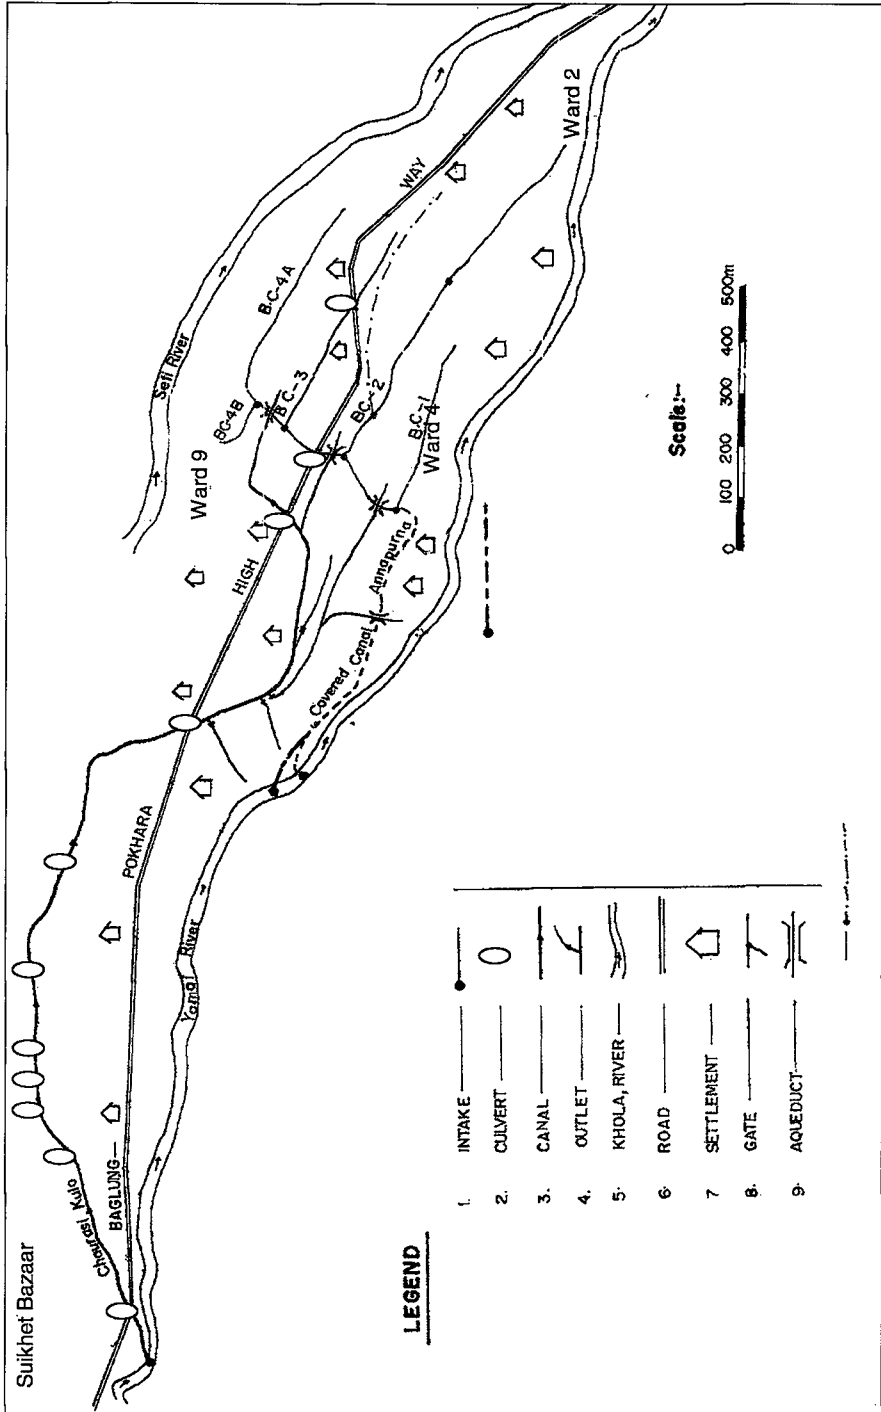 Suikhet Bazaar
Chaurasi Kulo
BAGLUNG—
POKHARA
HIGH
WAY
Yamdi River
Seti River
Ward 9
BC-4B
B.C-4A
BC-3
BC-2
B.C-1
Ward 4
Ward 2
Covered Canal
Annapurna
Scale:-
0 100 200 300 400 500m
LEGEND
1. INTAKE
2. CULVERT
3. CANAL
4. OUTLET
5. KHOLA, RIVER
6. ROAD
7 SETTLEMENT
8. GATE
9. AQUEDUCT